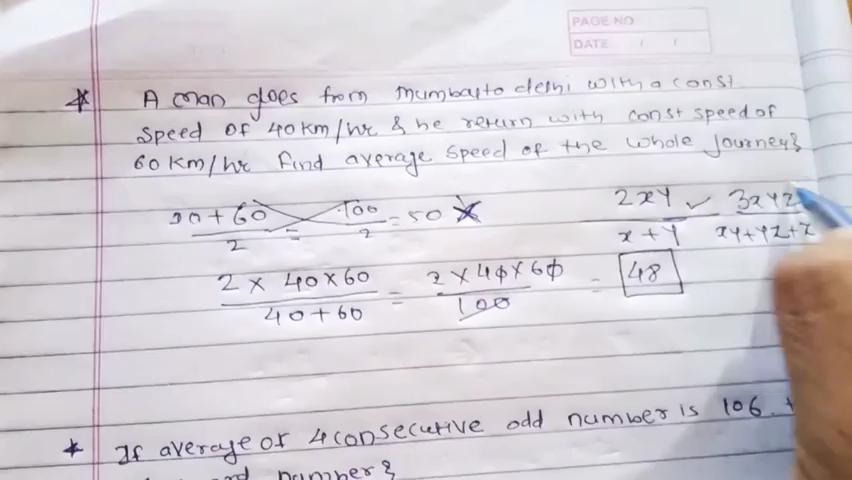 PAGE NO
DATE / /
* A man goes from mumbai to delhi with a const
speed of 40 km/hr & he return with const speed of
60 km/hr find average speed of the whole journey?
+ 60 / 2 = 100 / 2 = 50 ×
2xy / x + y ✓ 3xyz / xy+yz+
2 × 40 × 60 / 40 + 60 = 2 × 40 × 60 / 100 = 48
* If average of 4 consecutive odd number is 106.
number?